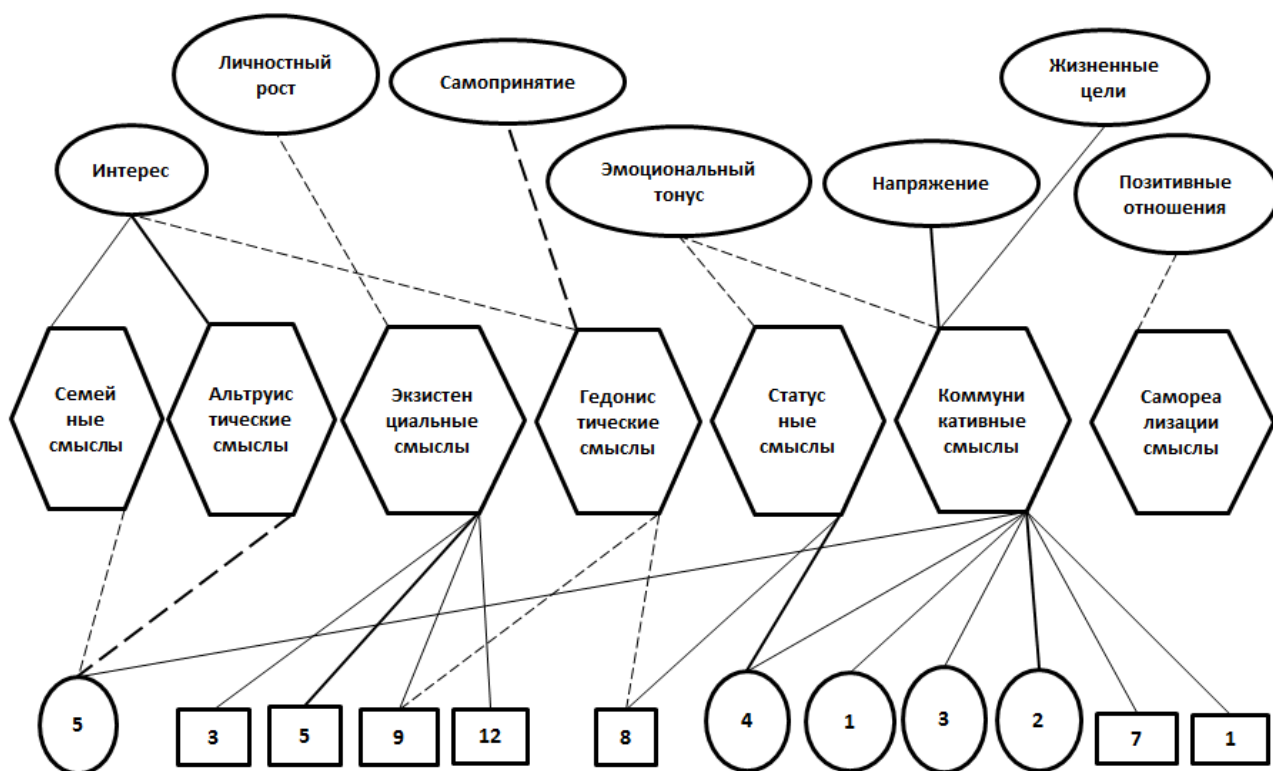 Личностный
рост
Самопринятие
Жизненные
цели
Интерес
Эмоциональный
тонус
Напряжение
Позитивные
отношения
Семей
ные
смыслы
Альтруис
тические
смыслы
Экзистен
циальные
смыслы
Гедонис
тические
смыслы
Статус
ные
смыслы
Коммуни
кативные
смыслы
Самореа
лизации
смыслы
5
3
5
9
12
8
4
1
3
2
7
1